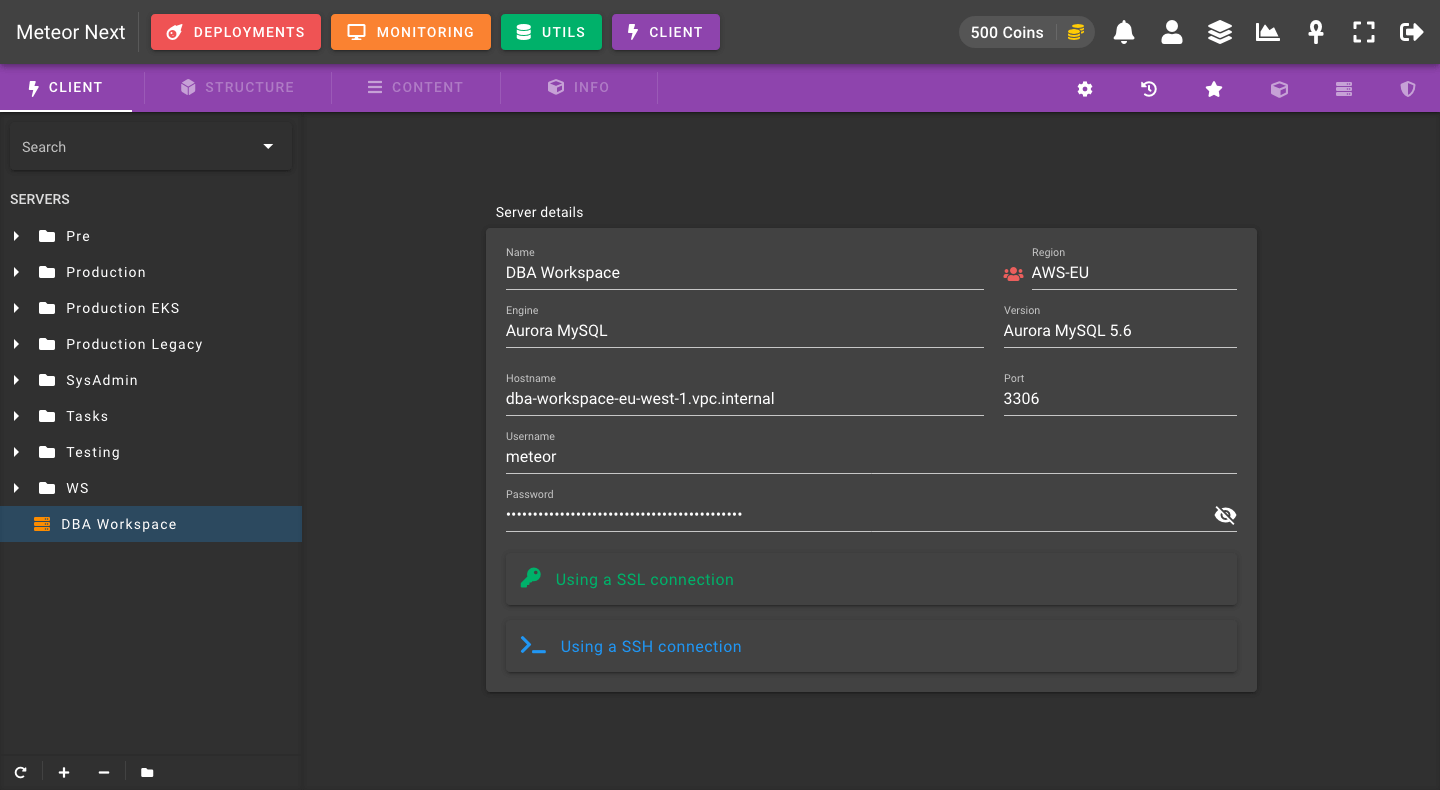 Meteor Next
DEPLOYMENTS
MONITORING
UTILS
CLIENT
500 Coins
CLIENT
STRUCTURE
CONTENT
INFO
Search
SERVERS
Pre
Production
Production EKS
Production Legacy
SysAdmin
Tasks
Testing
WS
DBA Workspace
Server details
Name
DBA Workspace
Region
AWS-EU
Engine
Aurora MySQL
Version
Aurora MySQL 5.6
Hostname
dba-workspace-eu-west-1.vpc.internal
Port
3306
Username
meteor
Password
Using a SSL connection
Using a SSH connection